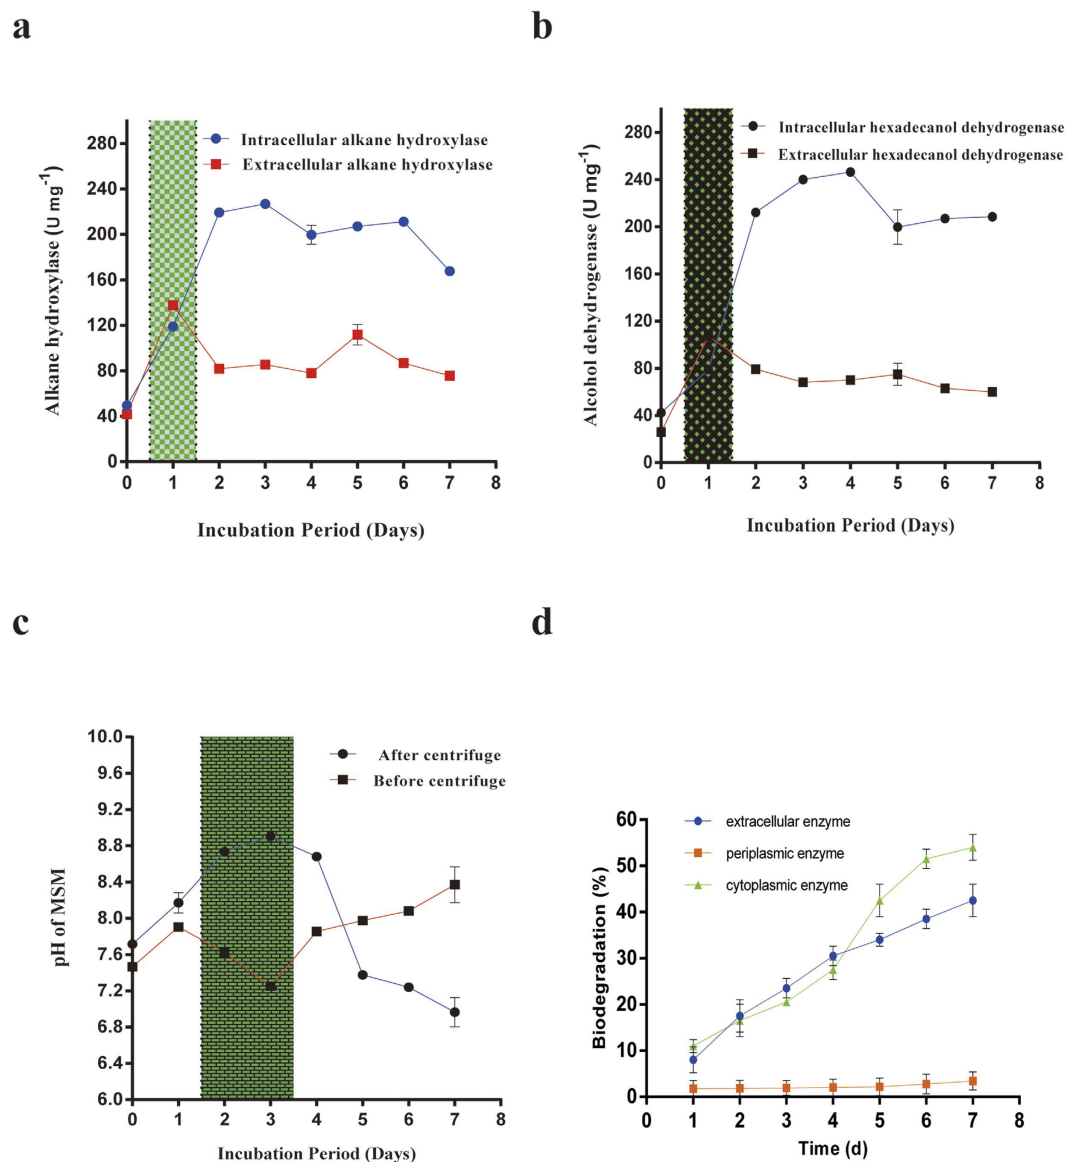 a
Intracellular alkane hydroxylase
Extracellular alkane hydroxylase
Alkane hydroxylase (U mg-1)
280
240
200
160
120
80
40
0
0 1 2 3 4 5 6 7 8
Incubation Period (Days)
b
Intracellular hexadecanol dehydrogenase
Extracellular hexadecanol dehydrogenase
Alcohol dehydrogenase (U mg-1)
280
240
200
160
120
80
40
0
0 1 2 3 4 5 6 7 8
Incubation Period (Days)
c
After centrifuge
Before centrifuge
pH of MSM
10.0
9.6
9.2
8.8
8.4
8.0
7.6
7.2
6.8
6.4
6.0
0 1 2 3 4 5 6 7 8
Incubation Period (Days)
d
extracellular enzyme
periplasmic enzyme
cytoplasmic enzyme
Biodegradation (%)
60
50
40
30
20
10
0
0 1 2 3 4 5 6 7 8
Time (d)